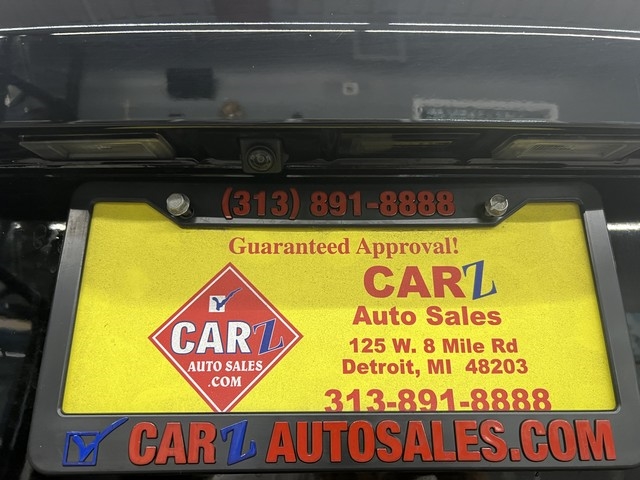 (313) 891-8888
Guaranteed Approval!
CARZ
AUTO SALES
.COM
CARZ
Auto Sales
125 W. 8 Mile Rd
Detroit, MI 48203
313-891-8888
CARZ AUTOSALES.COM